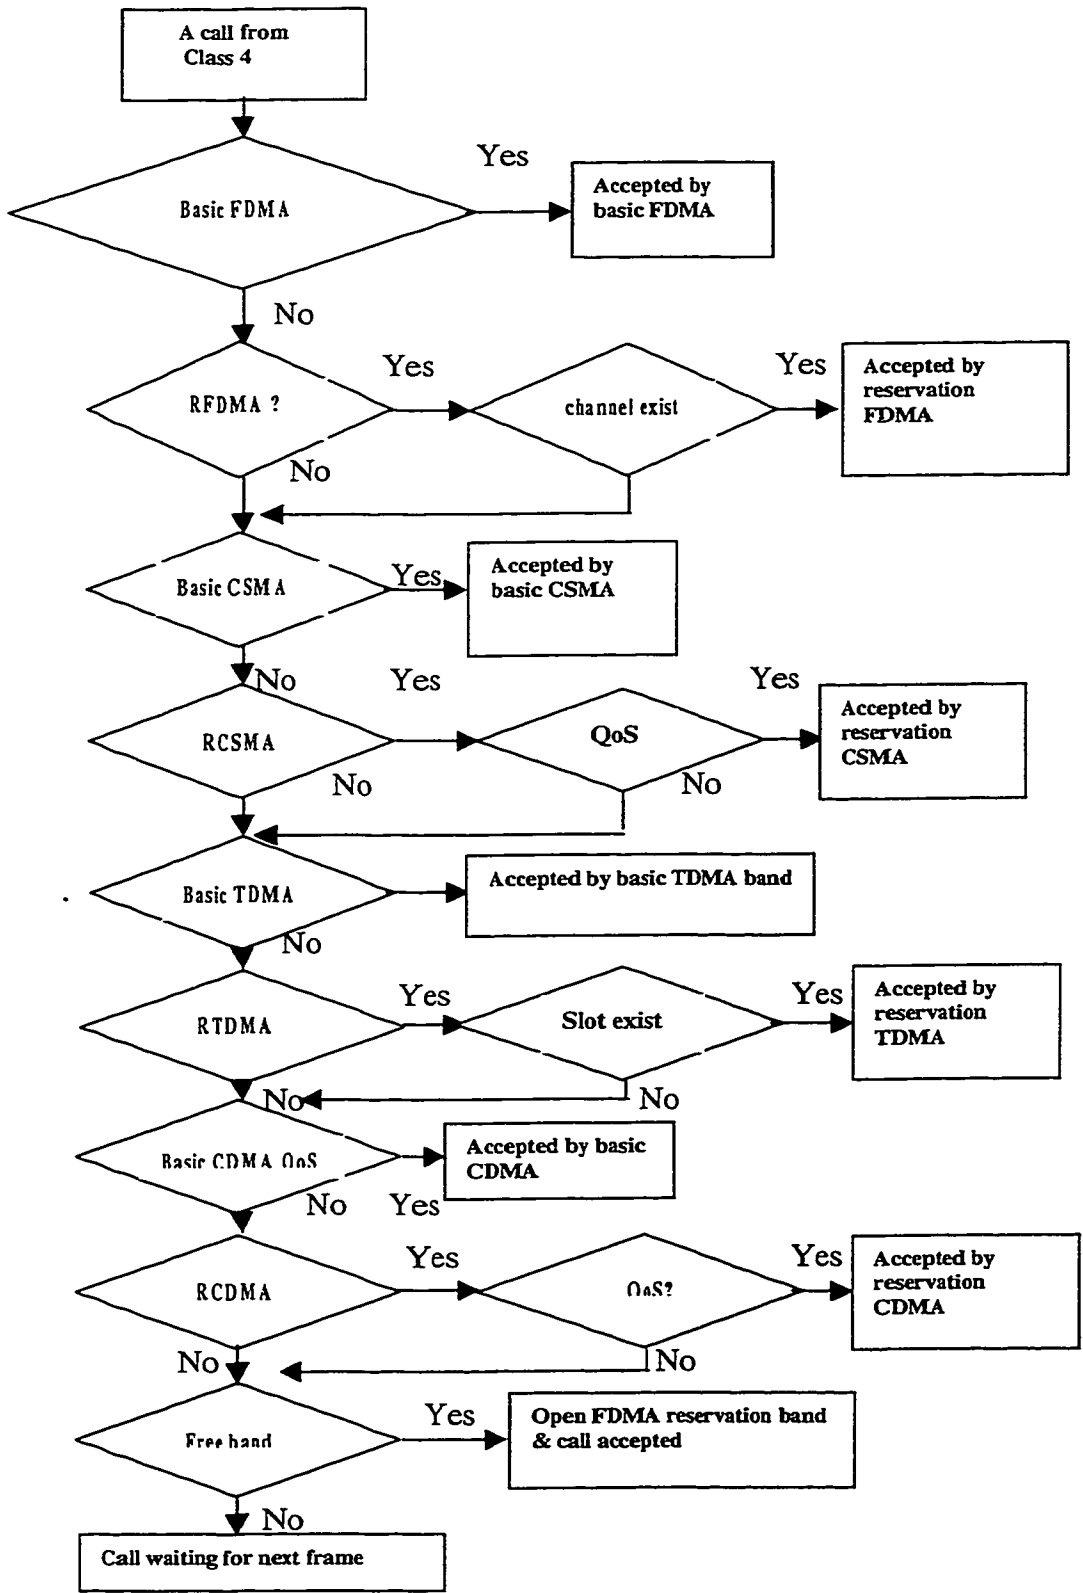 A call from
Class 4
Yes
Basic FDMA
Accepted by
basic FDMA
No
Yes
Yes
RFDMA ?
channel exist
Accepted by
reservation
FDMA
No
Basic CSMA
Yes
Accepted by
basic CSMA
No
Yes
Yes
RCSMA
QoS
Accepted by
reservation
CSMA
No
No
Basic TDMA
Accepted by basic TDMA band
No
Yes
Yes
RTDMA
Slot exist
Accepted by
reservation
TDMA
No
No
Basic CDMA QoS
Accepted by basic
CDMA
No
Yes
Yes
Yes
RCDMA
QoS?
Accepted by
reservation
CDMA
No
No
Free band
Yes
Open FDMA reservation band
& call accepted
No
Call waiting for next frame